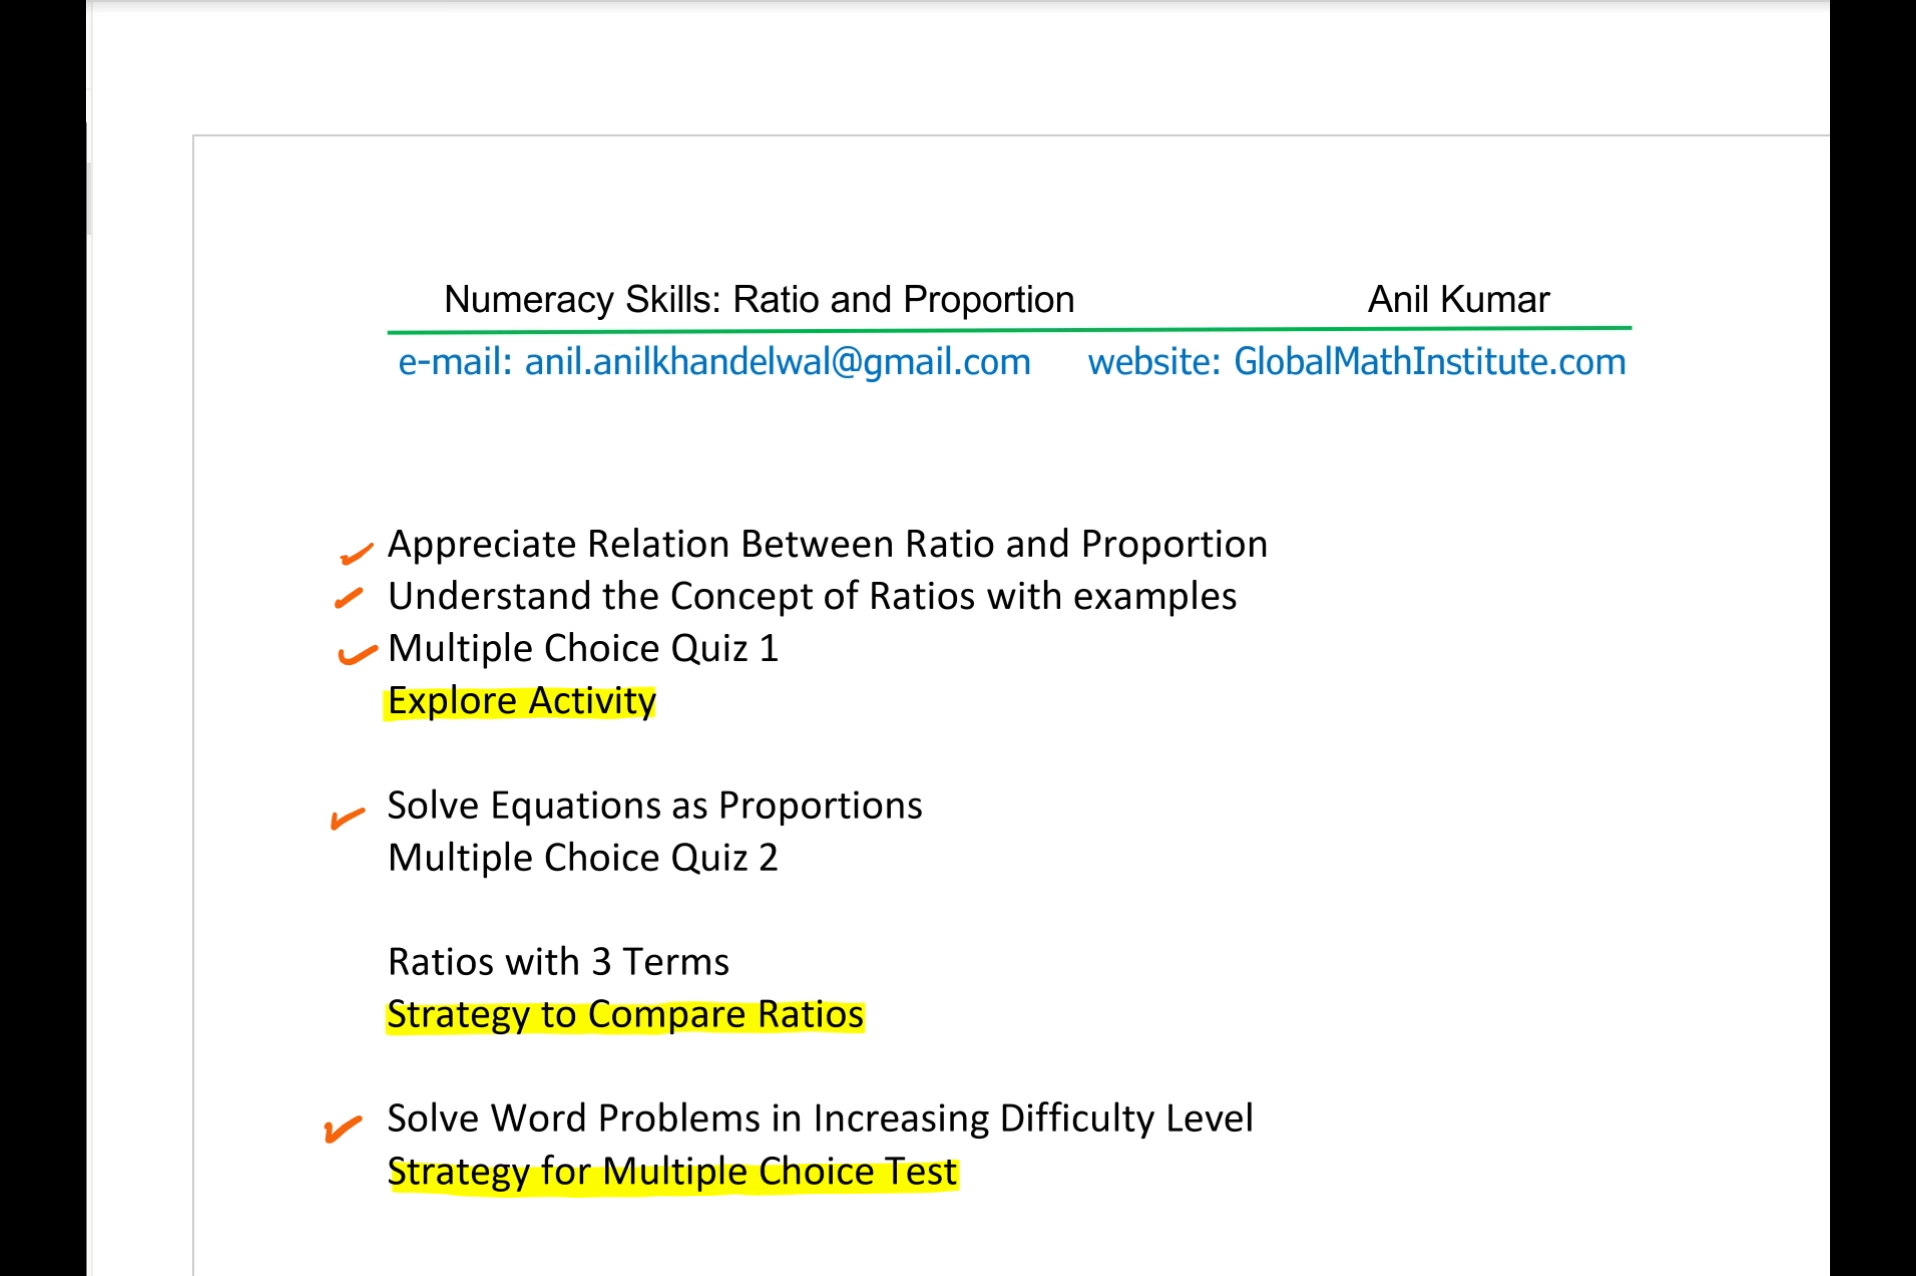 Numeracy Skills: Ratio and Proportion Anil Kumar
e-mail: anil.anilkhandelwal@gmail.com website: GlobalMathInstitute.com
Appreciate Relation Between Ratio and Proportion
Understand the Concept of Ratios with examples
Multiple Choice Quiz 1
Explore Activity
Solve Equations as Proportions
Multiple Choice Quiz 2
Ratios with 3 Terms
Strategy to Compare Ratios
Solve Word Problems in Increasing Difficulty Level
Strategy for Multiple Choice Test